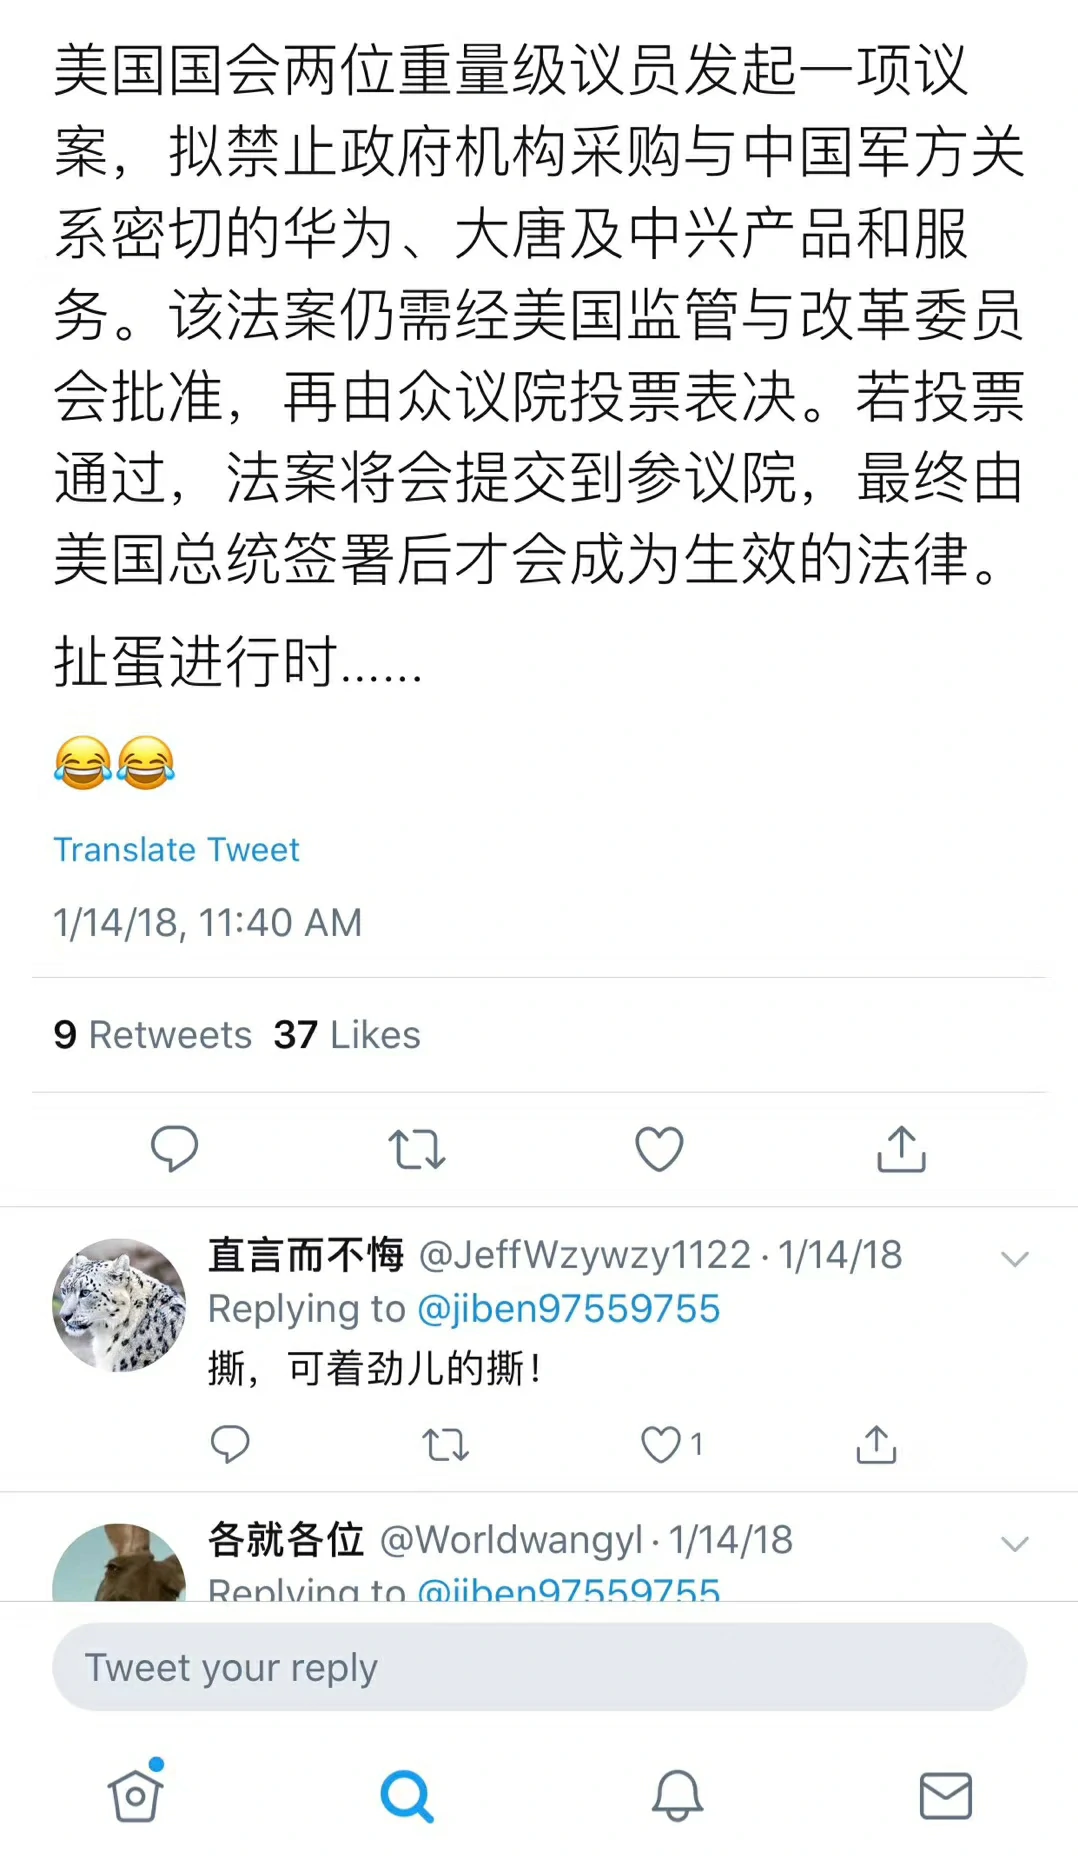 美国国会两位重量级议员发起一项议
案，拟禁止政府机构采购与中国军方关
系密切的华为、大唐及中兴产品和服
务。该法案仍需经美国监管与改革委员
会批准，再由众议院投票表决。若投票
通过，法案将会提交到参议院，最终由
美国总统签署后才会成为生效的法律。
扯蛋进行时......
😂😂
Translate Tweet
1/14/18, 11:40 AM
9 Retweets 37 Likes
直言而不悔 @JeffWzywzy1122 · 1/14/18
Replying to @jiben97559755
撕，可着劲儿的撕！
1
各就各位 @Worldwangyl · 1/14/18
Replying to @jiben97559755
Tweet your reply